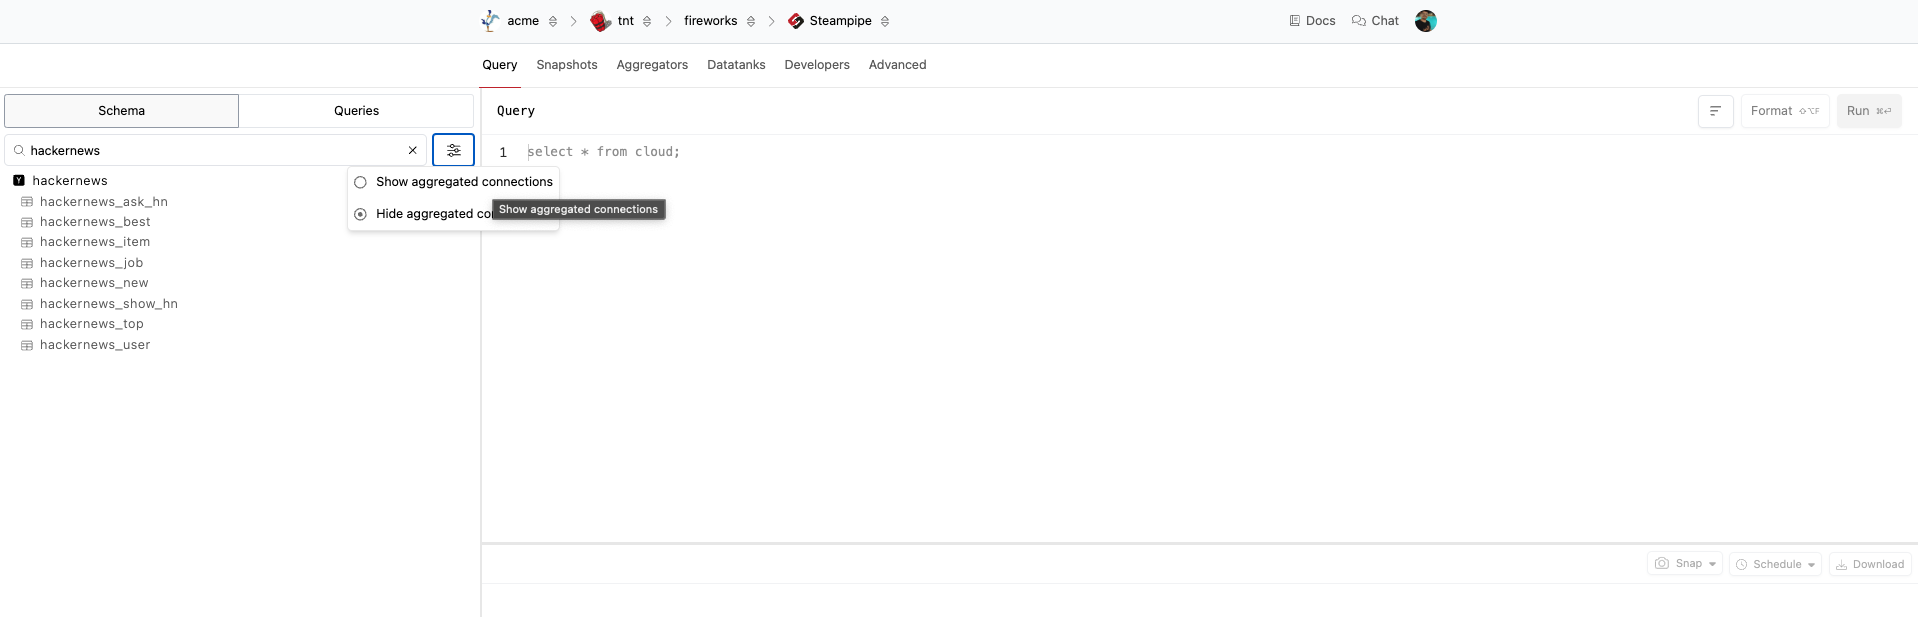 acme tnt fireworks Steampipe Docs Chat
Query Snapshots Aggregators Datatanks Developers Advanced
Schema Queries
Query
Format ⇧⌥F Run ⌘↵
hackernews
1 select * from cloud;
hackernews
hackernews_ask_hn
hackernews_best
hackernews_item
hackernews_job
hackernews_new
hackernews_show_hn
hackernews_top
hackernews_user
Show aggregated connections
Hide aggregated
Show aggregated connections
Snap Schedule Download